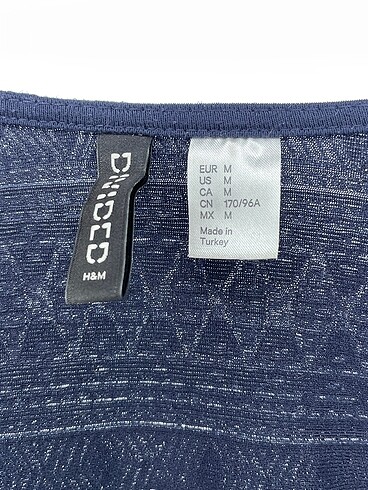 DIVIDED
H&M
EUR M
US M
CA M
CN 170/96A
MX M
Made in
Turkey